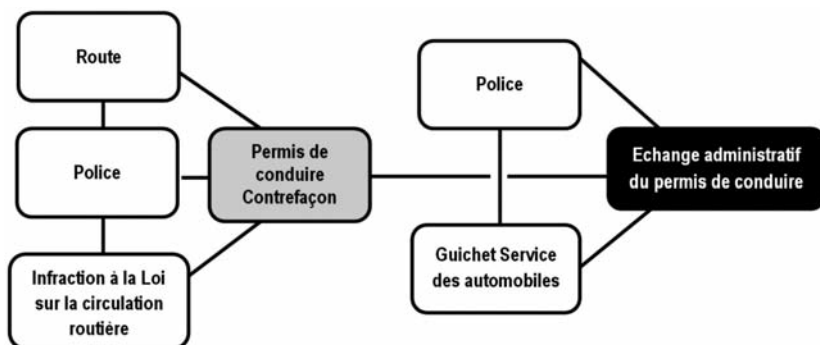 Route
Police
Infraction à la Loi
sur la circulation
routière
Permis de
conduire
Contrefaçon
Police
Guichet Service
des automobiles
Echange administratif
du permis de conduire